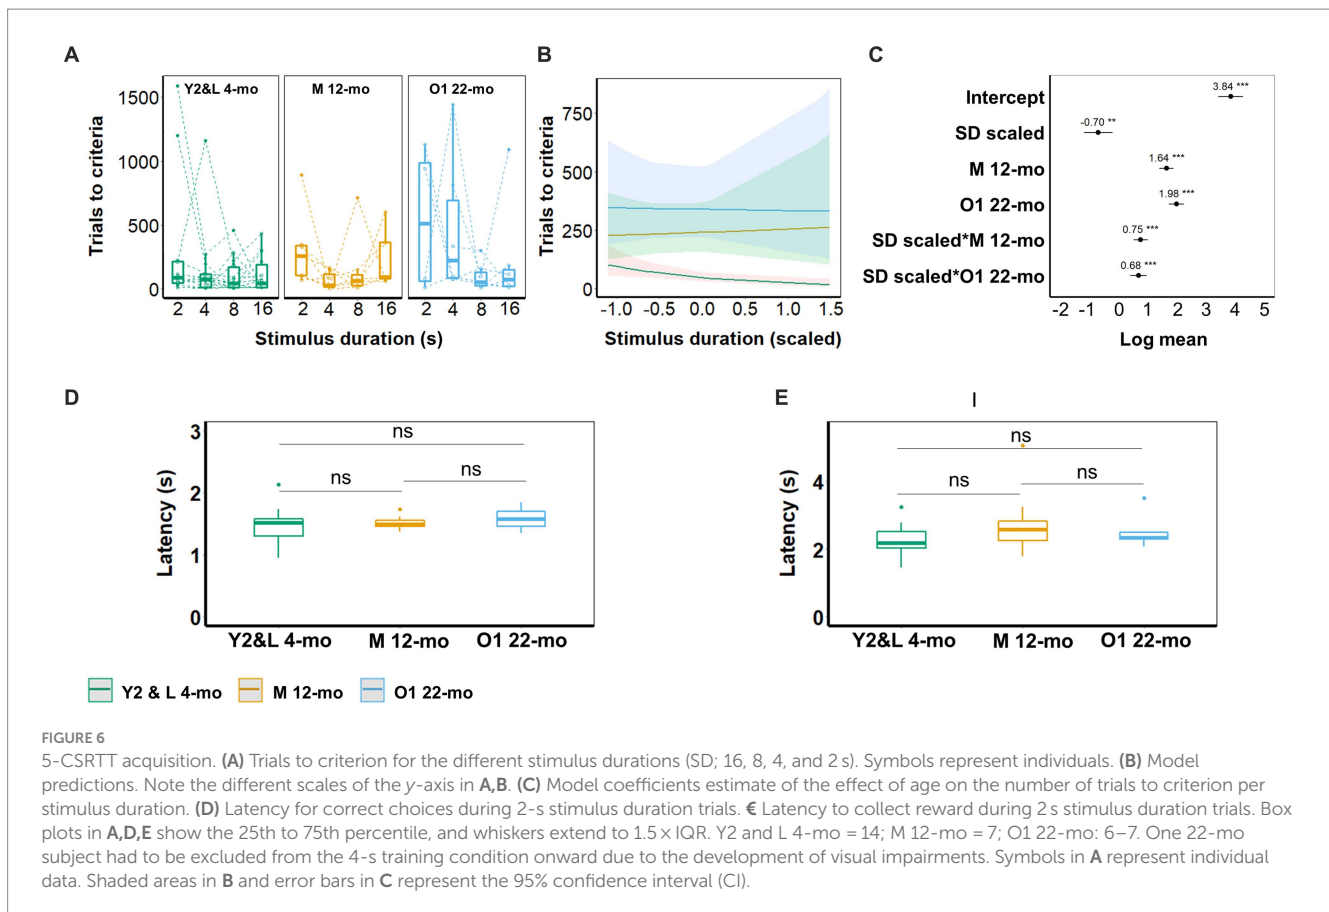 A
B
C
Trials to criteria
1500
1000
500
0
Y2&L 4-mo
M 12-mo
O1 22-mo
2 4 8 16
2 4 8 16
2 4 8 16
Stimulus duration (s)
Trials to criteria
750
500
250
0
-1.0 -0.5 0.0 0.5 1.0 1.5
Stimulus duration (scaled)
Intercept
3.84 ***
SD scaled
-0.70 **
M 12-mo
1.64 ***
O1 22-mo
1.98 ***
SD scaled*M 12-mo
0.75 ***
SD scaled*O1 22-mo
0.68 ***
-2 -1 0 1 2 3 4 5
Log mean
D
Latency (s)
3
2
1
0
ns
ns
ns
Y2&L 4-mo M 12-mo O1 22-mo
E
I
Latency (s)
4
2
0
ns
ns
ns
Y2&L 4-mo M 12-mo O1 22-mo
Y2 & L 4-mo M 12-mo O1 22-mo
FIGURE 6
5-CSRTT acquisition. (A) Trials to criterion for the different stimulus durations (SD; 16, 8, 4, and 2 s). Symbols represent individuals. (B) Model
predictions. Note the different scales of the y-axis in A,B. (C) Model coefficients estimate of the effect of age on the number of trials to criterion per
stimulus duration. (D) Latency for correct choices during 2-s stimulus duration trials. € Latency to collect reward during 2 s stimulus duration trials. Box
plots in A,D,E show the 25th to 75th percentile, and whiskers extend to 1.5 × IQR. Y2 and L 4-mo = 14; M 12-mo = 7; O1 22-mo: 6–7. One 22-mo
subject had to be excluded from the 4-s training condition onward due to the development of visual impairments. Symbols in A represent individual
data. Shaded areas in B and error bars in C represent the 95% confidence interval (CI).